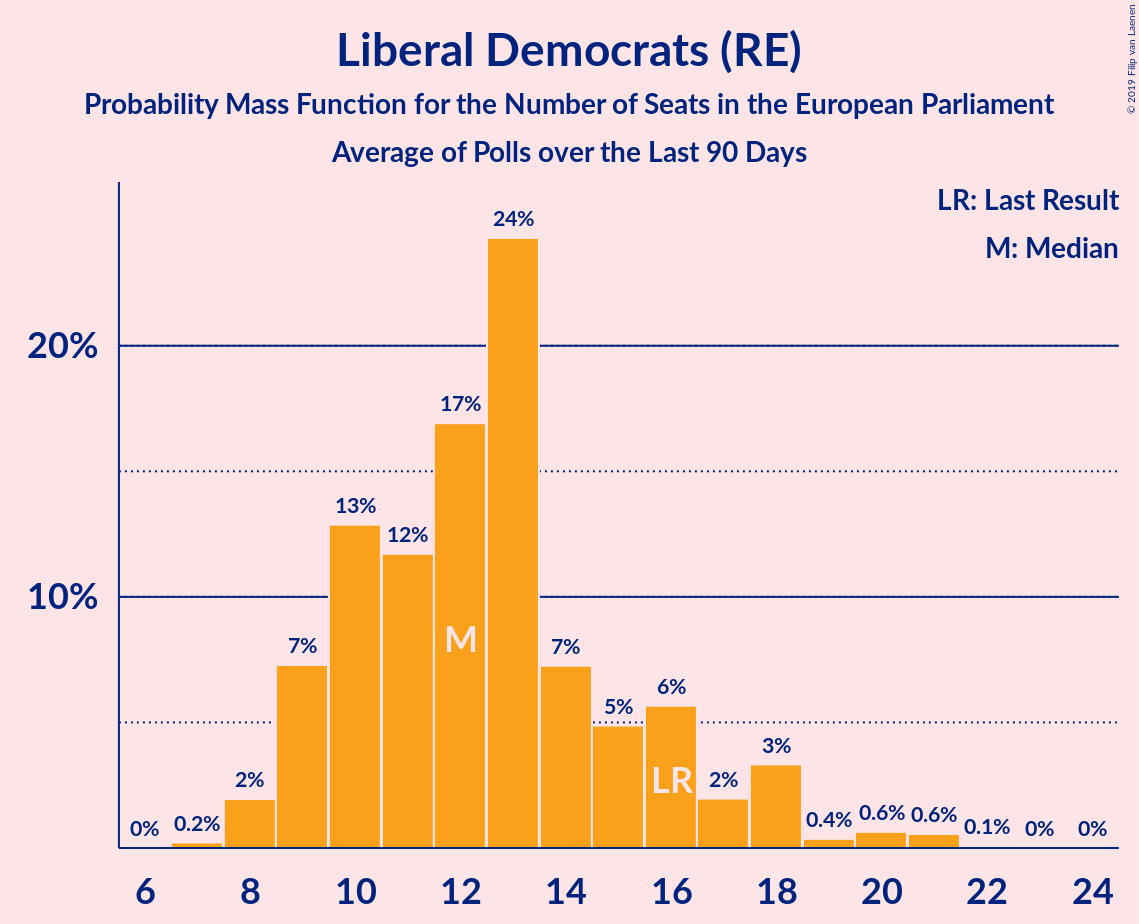 Liberal Democrats (RE)
Probability Mass Function for the Number of Seats in the European Parliament
Average of Polls over the Last 90 Days
© 2019 Filip van Laenen
LR: Last Result
M: Median
20%
10%
0%
0.2%
2%
7%
13%
12%
17%
24%
7%
5%
6%
2%
3%
0.4%
0.6%
0.6%
0.1%
0%
0%
M
LR
6 8 10 12 14 16 18 20 22 24